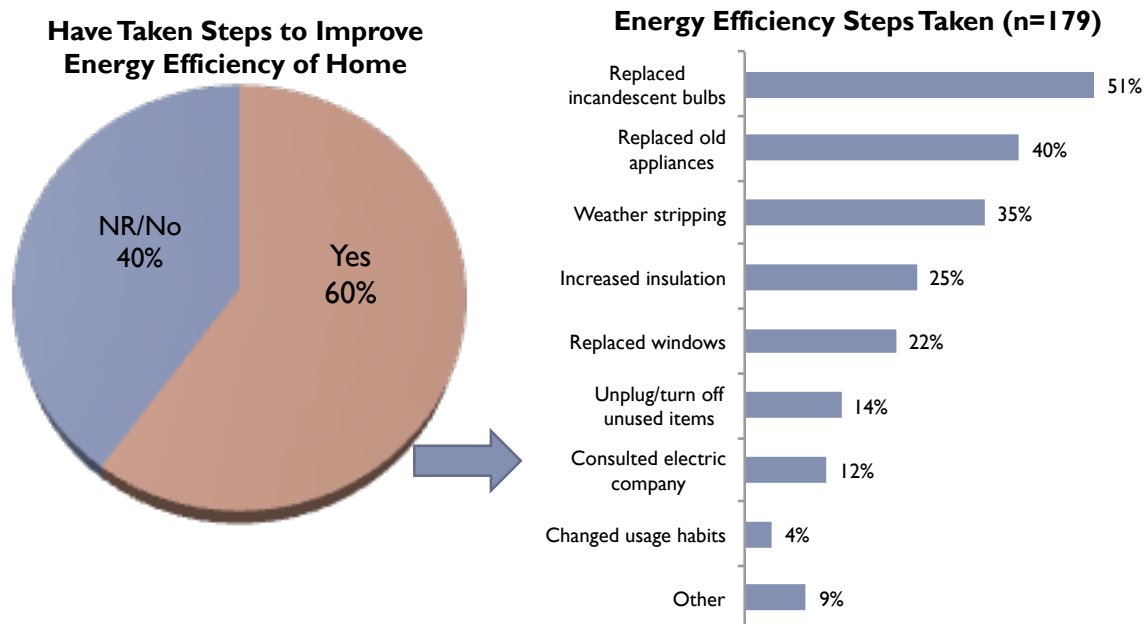 Have Taken Steps to Improve
Energy Efficiency of Home
NR/No
40%
Yes
60%
Energy Efficiency Steps Taken (n=179)
Replaced
incandescent bulbs
51%
Replaced old
appliances
40%
Weather stripping
35%
Increased insulation
25%
Replaced windows
22%
Unplug/turn off
unused items
14%
Consulted electric
company
12%
Changed usage habits
4%
Other
9%